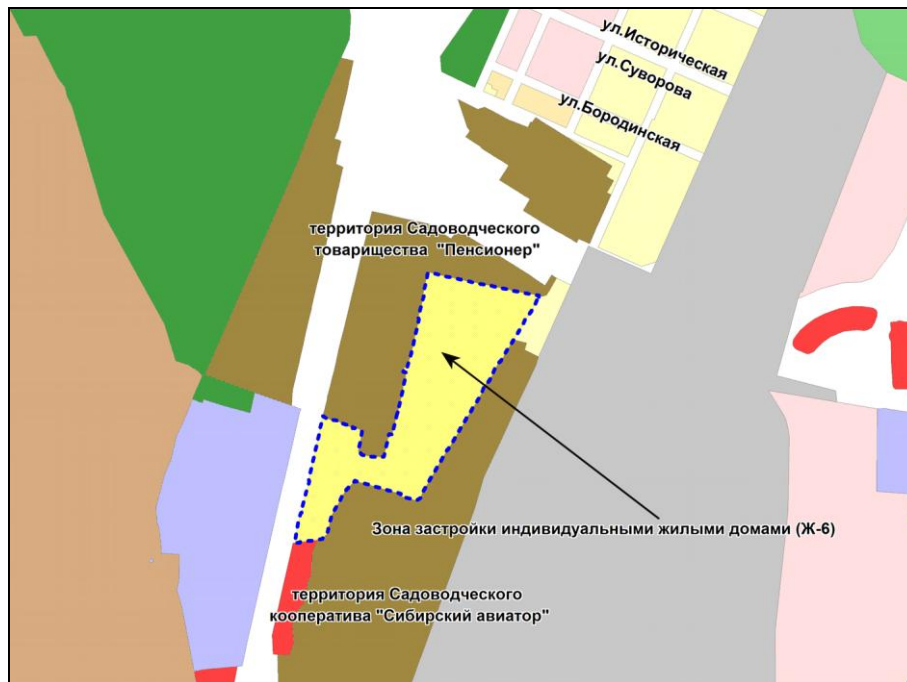 ул.Историческая
ул.Суворова
ул.Бородинская
территория Садоводческого
товарищества "Пенсионер"
Зона застройки индивидуальными жилыми домами (Ж-6)
территория Садоводческого
кооператива "Сибирский авиатор"